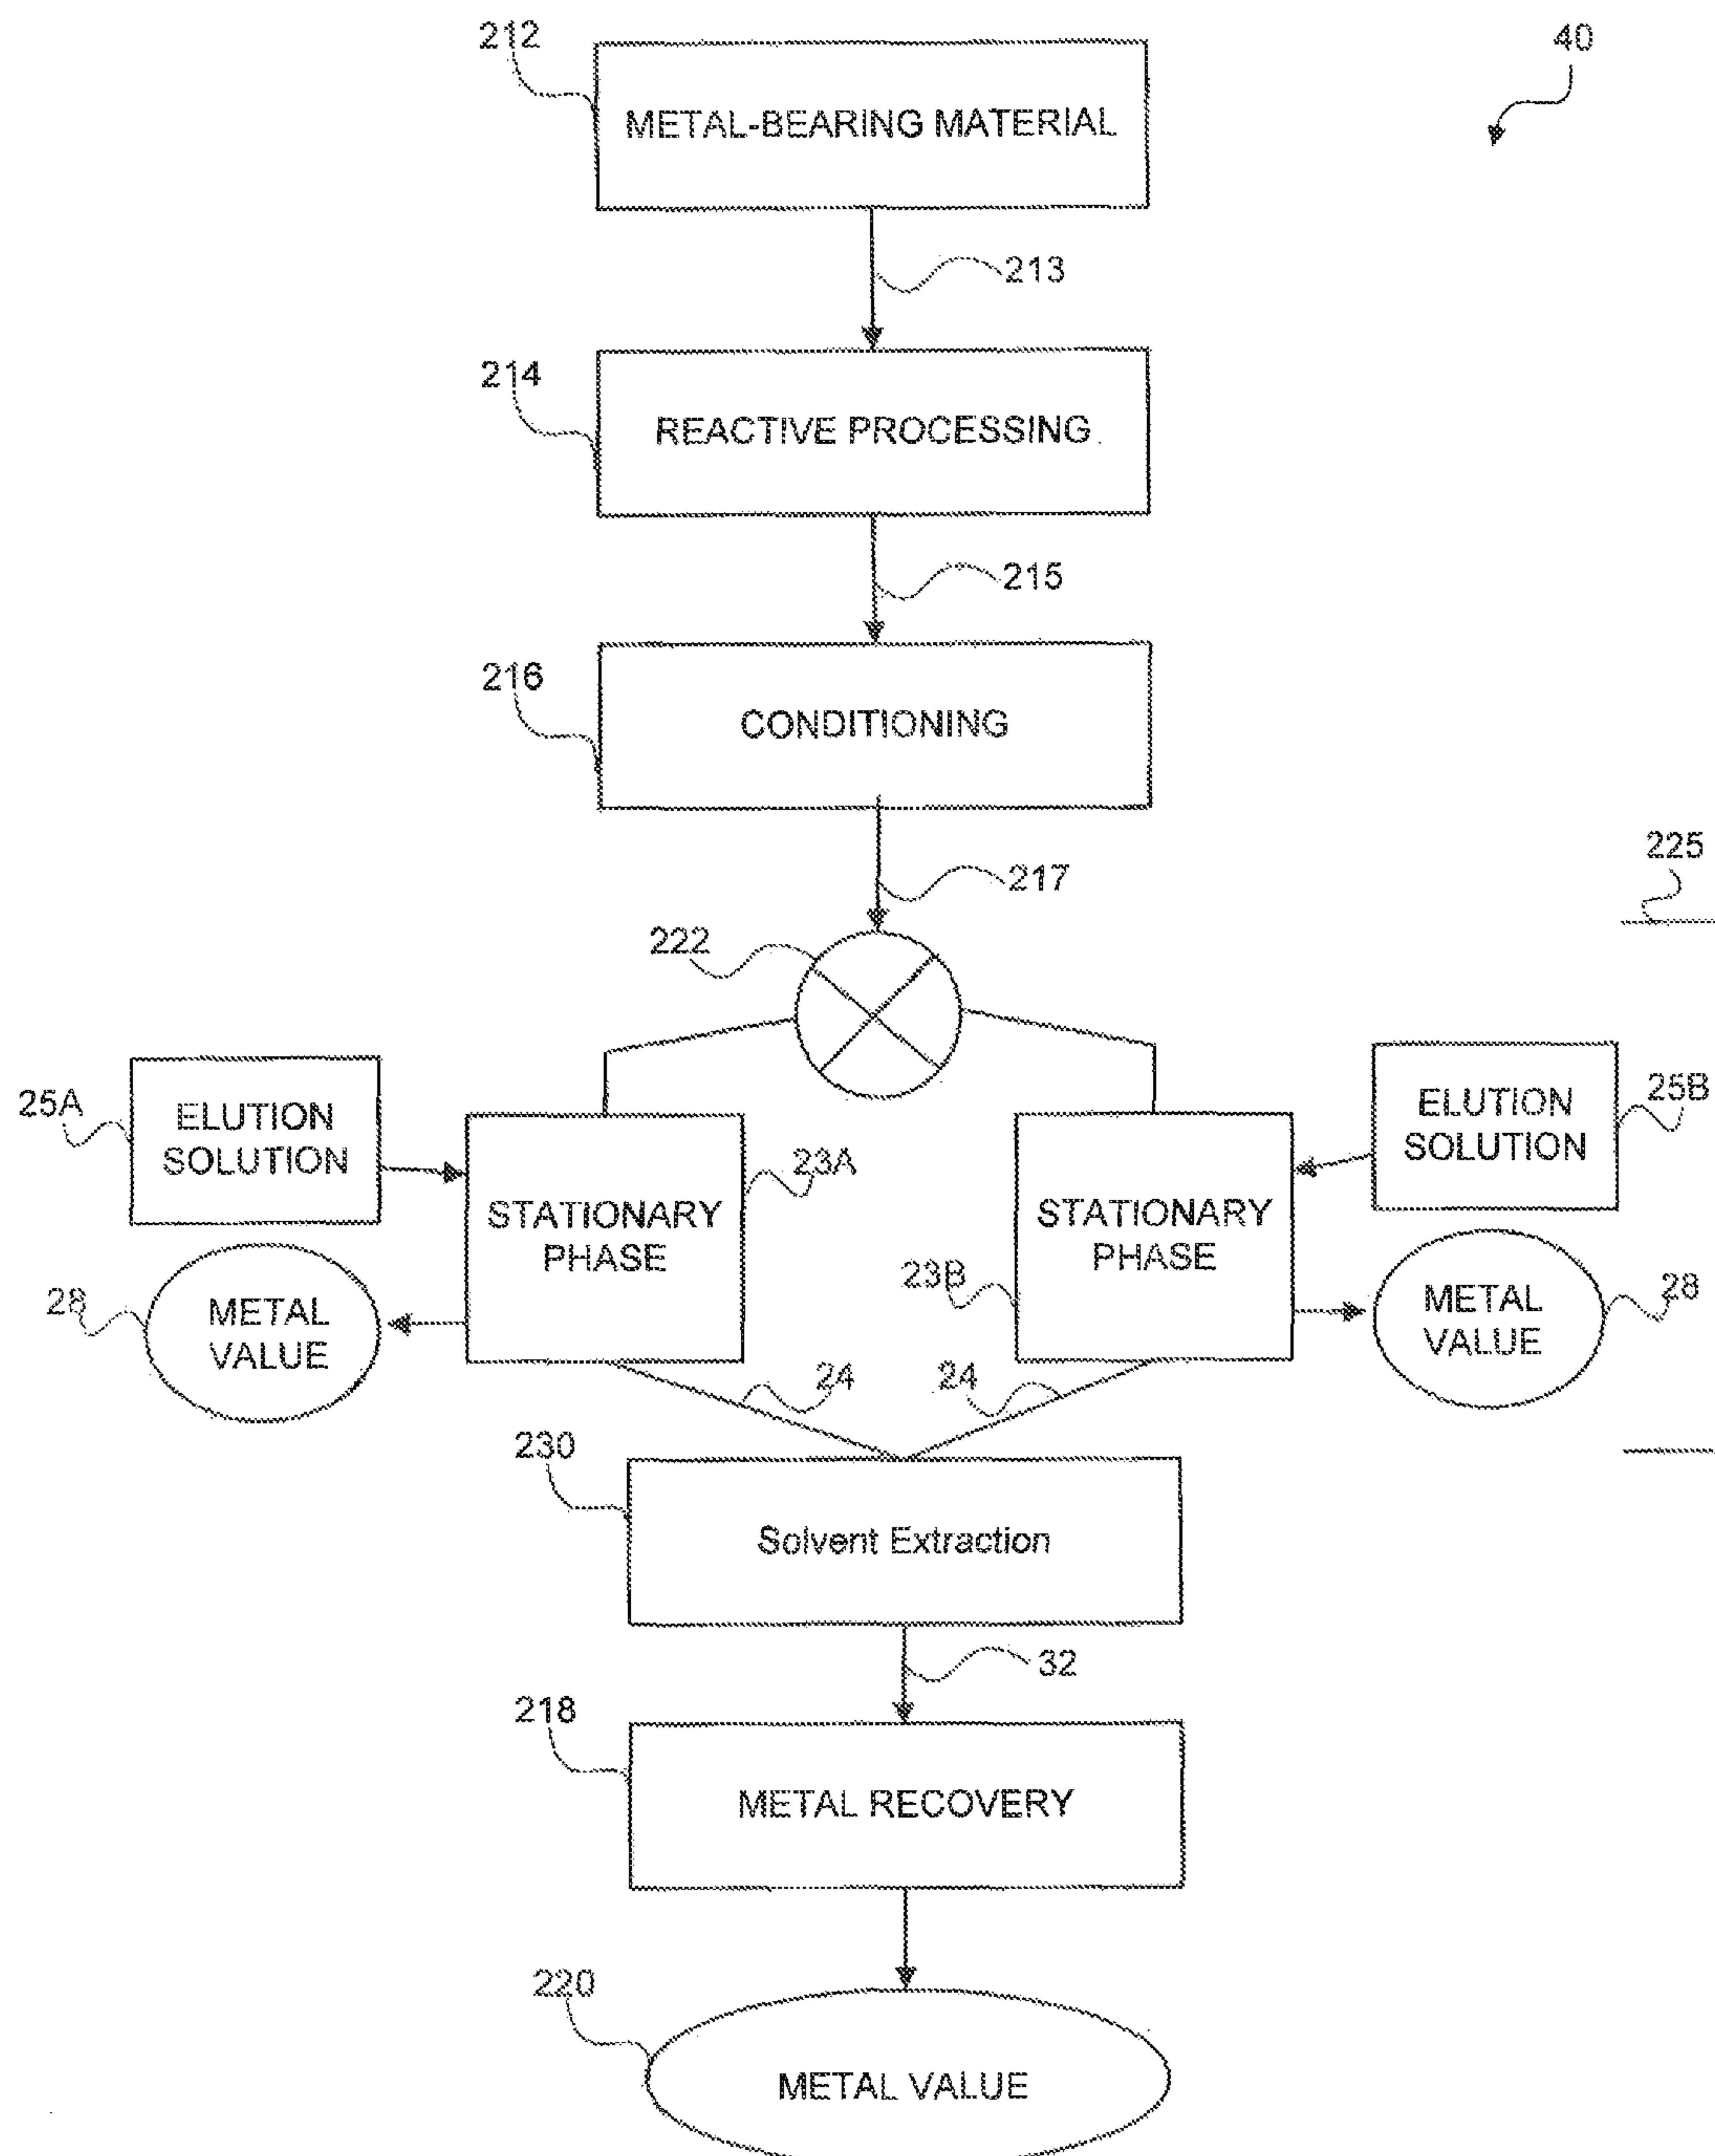 212
40
METAL-BEARING MATERIAL
213
214
REACTIVE PROCESSING
215
216
CONDITIONING
217
225
222
25A
ELUTION
SOLUTION
23A
STATIONARY
PHASE
28
METAL
VALUE
25B
ELUTION
SOLUTION
STATIONARY
PHASE
23B
METAL
VALUE
28
24
24
230
Solvent Extraction
32
218
METAL RECOVERY
220
METAL VALUE